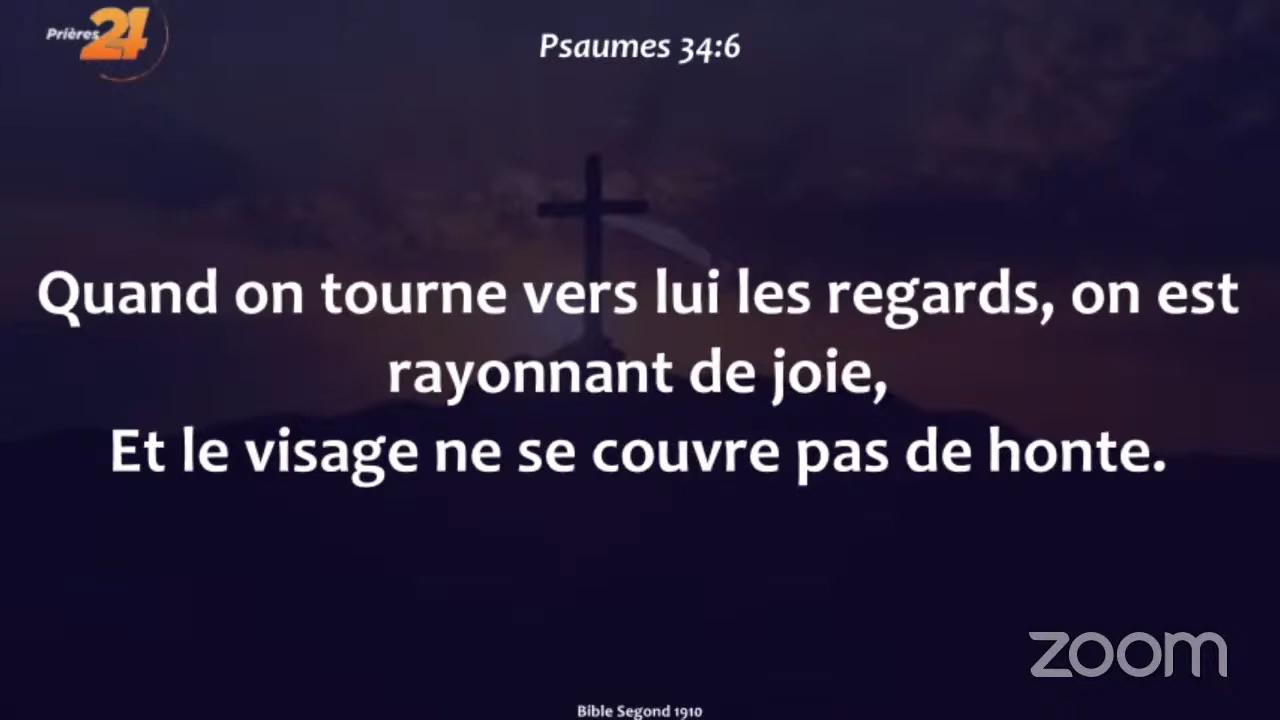 Prières 21
Psaumes 34:6
Quand on tourne vers lui les regards, on est
rayonnant de joie,
Et le visage ne se couvre pas de honte.
zoom
Bible Segond 1910